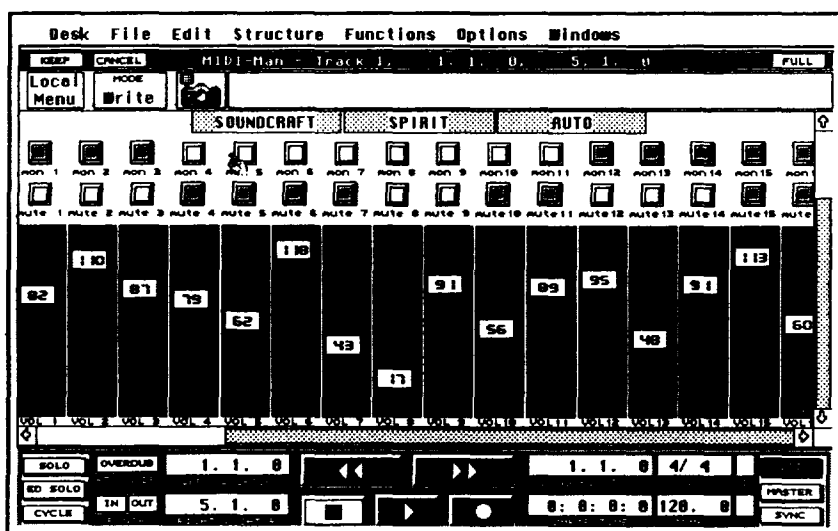 Desk File Edit Structure Functions Options Windows
KEEP CANCEL MIDI-Man - Track 1, 1. 1. 0, 5. 1. 0 FULL
Local Menu MODE Write
SOUNDCRAFT SPIRIT AUTO
mon 1 mon 2 mon 3 mon 4 5 mon 6 mon 7 mon 8 mon 9 mon10 mon11 mon12 mon13 mon14 mon15 mon
mute 1 mute 2 mute 3 mute 4 mute 5 mute 6 mute 7 mute 8 mute 9 mute10 mute11 mute12 mute13 mute14 mute15 mute
82 110 87 79 62 118 43 17 91 56 89 95 48 91 113 60
VOL 1 VOL 2 VOL 3 VOL 4 VOL 5 VOL 6 VOL 7 VOL 8 VOL 9 VOL10 VOL11 VOL12 VOL13 VOL14 VOL15 VOL
SOLO OVERDUB 1. 1. 0 1. 1. 0 4/ 4
ED SOLO MASTER
CYCLE IN OUT 5. 1. 0 0: 0: 0: 0 120. 0 SYNC